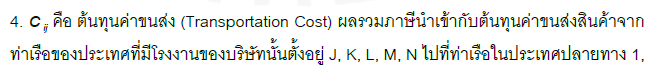 4. C ij คือ ต้นทุนค่าขนส่ง (Transportation Cost) ผลรวมภาษีนำเข้ากับต้นทุนค่าขนส่งสินค้าจาก
ท่าเรือของประเทศที่มีโรงงานของบริษัทนั้นตั้งอยู่ J, K, L, M, N ไปที่ท่าเรือในประเทศปลายทาง 1,